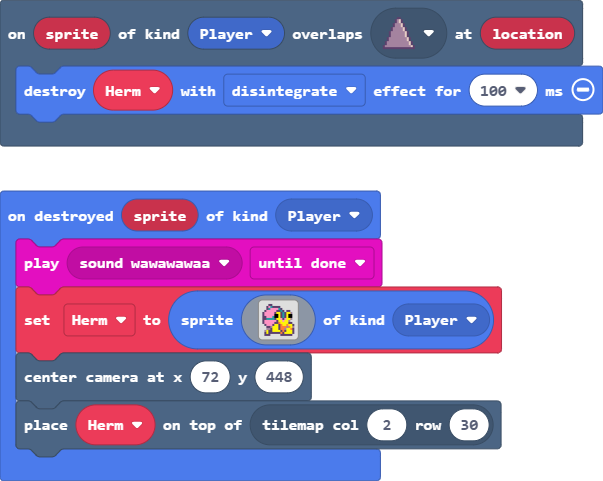 on sprite of kind Player overlaps at location
destroy Herm with disintegrate effect for 100 ms
on destroyed sprite of kind Player
play sound wawawawaa until done
set Herm to sprite of kind Player
center camera at x 72 y 448
place Herm on top of tilemap col 2 row 30